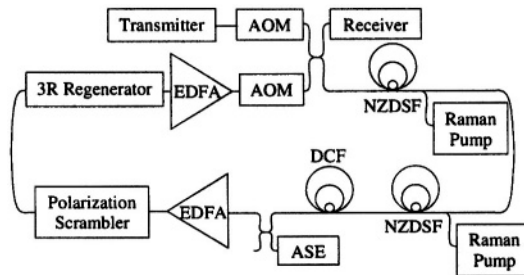 Transmitter
AOM
Receiver
3R Regenerator
EDFA
AOM
NZDSF
Raman
Pump
DCF
Polarization
Scrambler
EDFA
ASE
NZDSF
Raman
Pump